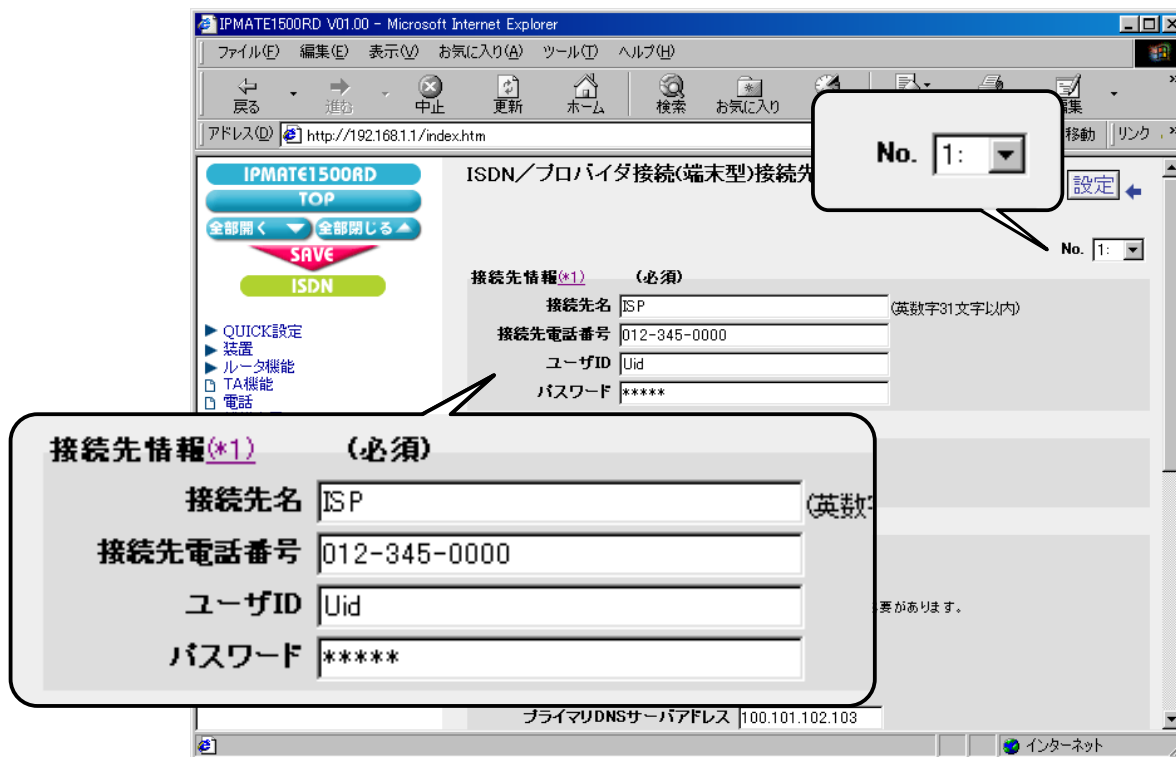 IPMATE1500RD V01.00 - Microsoft Internet Explorer
ファイル(F) 編集(E) 表示(V) お気に入り(A) ツール(T) ヘルプ(H)
戻る 進む 中止 更新 ホーム 検索 お気に入り
アドレス(D) http://192.168.1.1/index.htm 移動 リンク
No. 1:
IPMATE1500RD
TOP
全部開く 全部閉じる
SAVE
ISDN
QUICK設定
装置
ルータ機能
TA機能
電話
ISDN／プロバイダ接続(端末型)接続先
設定
No. 1:
接続先情報(*1) (必須)
接続先名 ISP (英数字31文字以内)
接続先電話番号 012-345-0000
ユーザID Uid
パスワード *****
接続先情報(*1) (必須)
接続先名 ISP (英数
接続先電話番号 012-345-0000
ユーザID Uid
パスワード *****
要があります。
プライマリDNSサーバアドレス 100.101.102.103
インターネット